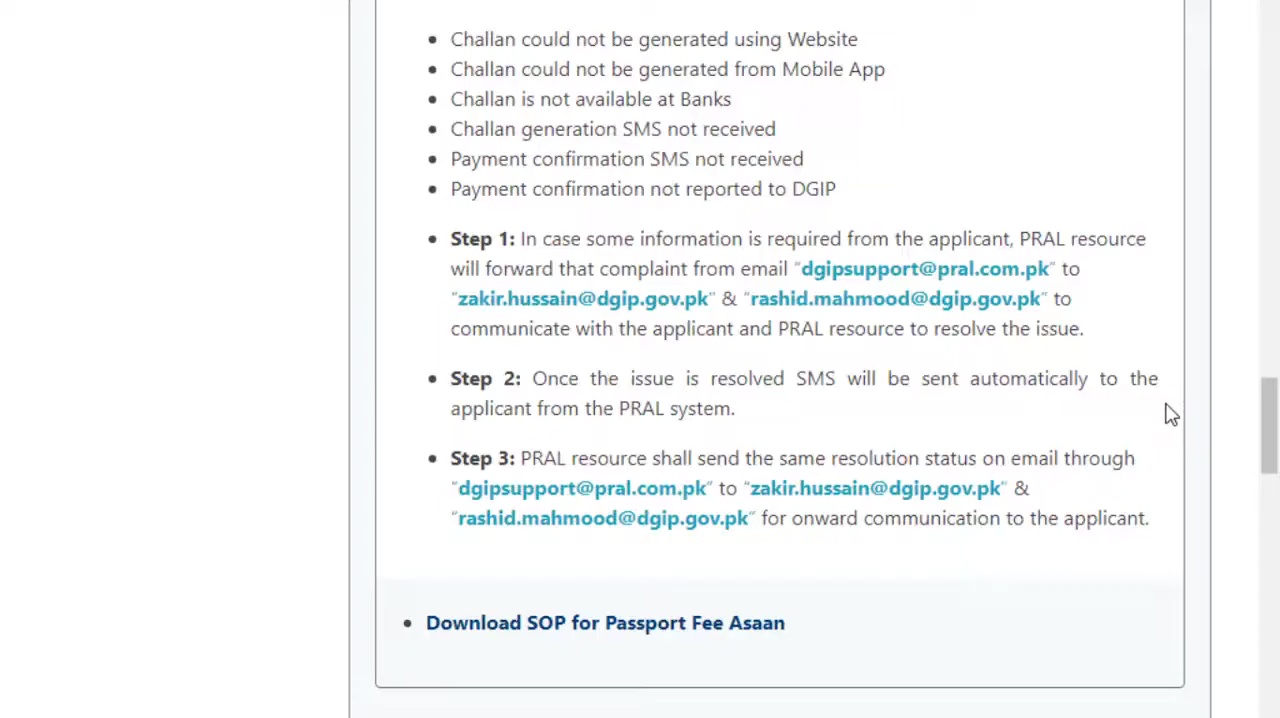 • Challan could not be generated using Website
• Challan could not be generated from Mobile App
• Challan is not available at Banks
• Challan generation SMS not received
• Payment confirmation SMS not received
• Payment confirmation not reported to DGIP
• Step 1: In case some information is required from the applicant, PRAL resource
will forward that complaint from email “dgipsupport@pral.com.pk” to
“zakir.hussain@dgip.gov.pk” & “rashid.mahmood@dgip.gov.pk” to
communicate with the applicant and PRAL resource to resolve the issue.
• Step 2: Once the issue is resolved SMS will be sent automatically to the
applicant from the PRAL system.
• Step 3: PRAL resource shall send the same resolution status on email through
“dgipsupport@pral.com.pk” to “zakir.hussain@dgip.gov.pk” &
“rashid.mahmood@dgip.gov.pk” for onward communication to the applicant.
• Download SOP for Passport Fee Asaan